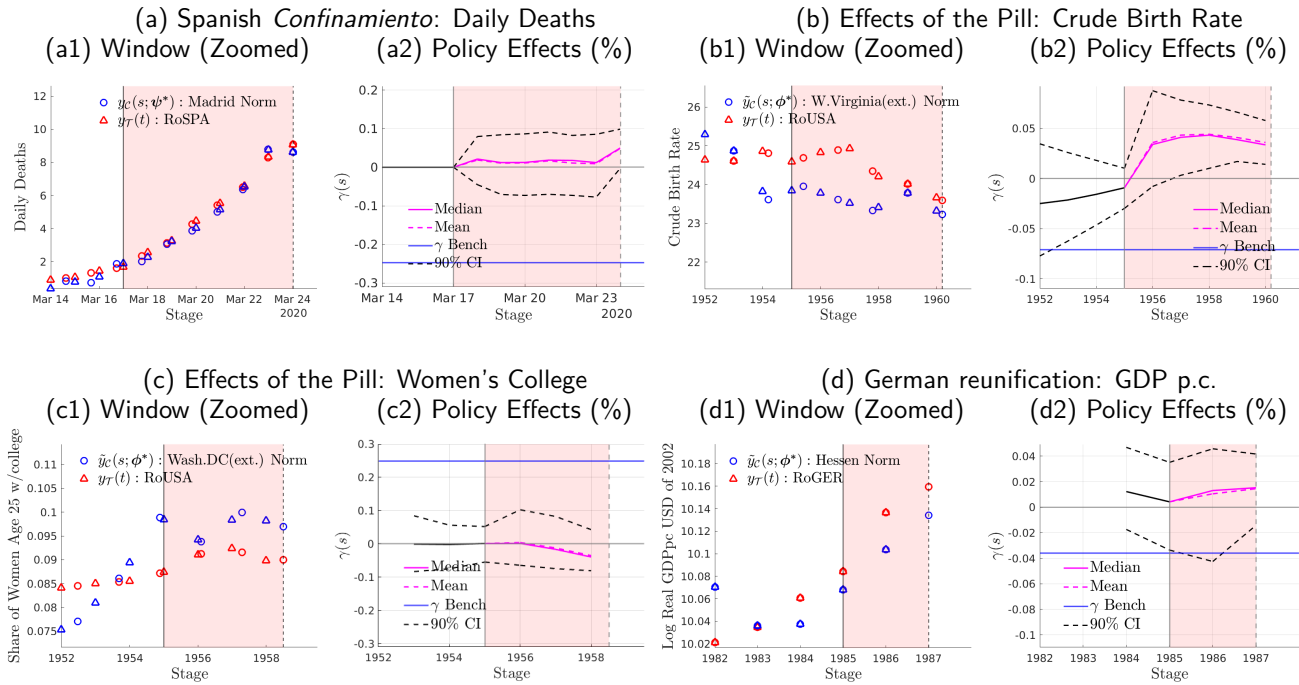 (a) Spanish Confinamiento: Daily Deaths
(a1) Window (Zoomed)
Daily Deaths
12
10
8
6
4
2
y_C(s; ψ*) : Madrid Norm
y_T(t) : RoSPA
Mar 14
Mar 16
Mar 18
Mar 20
Mar 22
Mar 24
2020
Stage
(a2) Policy Effects (%)
γ(s)
0.2
0.1
0
-0.1
-0.2
-0.3
Median
Mean
γ Bench
90% CI
Mar 14
Mar 17
Mar 20
Mar 23
2020
Stage
(b) Effects of the Pill: Crude Birth Rate
(b1) Window (Zoomed)
Crude Birth Rate
26
25
24
23
22
ỹ_C(s; ϕ*) : W.Virginia(ext.) Norm
y_T(t) : RoUSA
1952
1954
1956
1958
1960
Stage
(b2) Policy Effects (%)
γ(s)
0.05
0
-0.05
-0.1
Median
Mean
γ Bench
90% CI
1952
1954
1956
1958
1960
Stage
(c) Effects of the Pill: Women's College
(c1) Window (Zoomed)
Share of Women Age 25 w/college
0.11
0.105
0.1
0.095
0.09
0.085
0.08
0.075
ỹ_C(s; ϕ*) : Wash.DC(ext.) Norm
y_T(t) : RoUSA
1952
1954
1956
1958
Stage
(c2) Policy Effects (%)
γ(s)
0.3
0.2
0.1
0
-0.1
-0.2
-0.3
Median
Mean
γ Bench
90% CI
1952
1954
1956
1958
Stage
(d) German reunification: GDP p.c.
(d1) Window (Zoomed)
Log Real GDPpc USD of 2002
10.18
10.16
10.14
10.12
10.1
10.08
10.06
10.04
10.02
ỹ_C(s; ϕ*) : Hessen Norm
y_T(t) : RoGER
1982
1983
1984
1985
1986
1987
Stage
(d2) Policy Effects (%)
γ(s)
0.04
0.02
0
-0.02
-0.04
-0.06
-0.08
-0.1
Median
Mean
γ Bench
90% CI
1982
1983
1984
1985
1986
1987
Stage